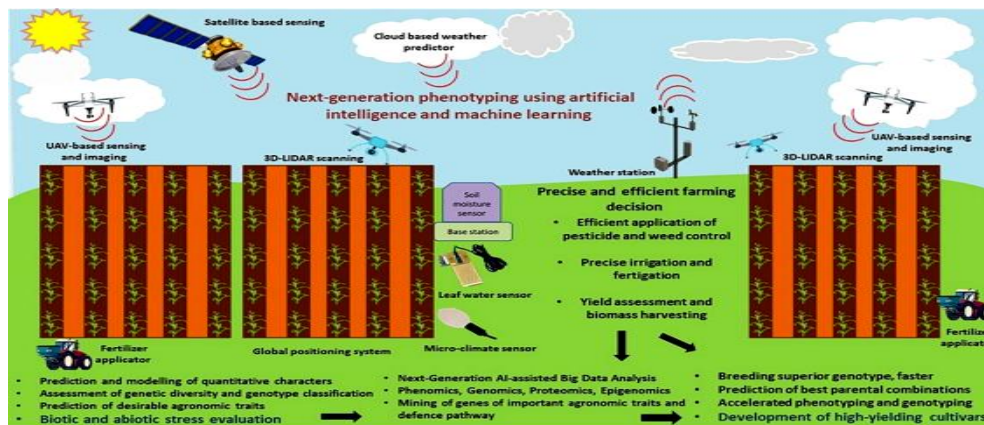 Satellite based sensing
Cloud based weather
predictor
Next-generation phenotyping using artificial
intelligence and machine learning
UAV-based sensing
and imaging
3D-LIDAR scanning
Weather station
3D-LIDAR scanning
UAV-based sensing
and imaging
Soil
moisture
sensor
Base station
Leaf water sensor
Micro-climate sensor
Precise and efficient farming
decision
• Efficient application of
pesticide and weed control
• Precise irrigation and
fertigation
• Yield assessment and
biomass harvesting
Fertilizer
applicator
Global positioning system
Fertilize
applicat
• Prediction and modelling of quantitative characters
• Assessment of genetic diversity and genotype classification
• Prediction of desirable agronomic traits
• Biotic and abiotic stress evaluation
• Next-Generation AI-assisted Big Data Analysis
• Phenomics, Genomics, Proteomics, Epigenomics
• Mining of genes of important agronomic traits and
defence pathway
• Breeding superior genotype, faster
• Prediction of best parental combinations
• Accelerated phenotyping and genotyping
• Development of high-yielding cultivars